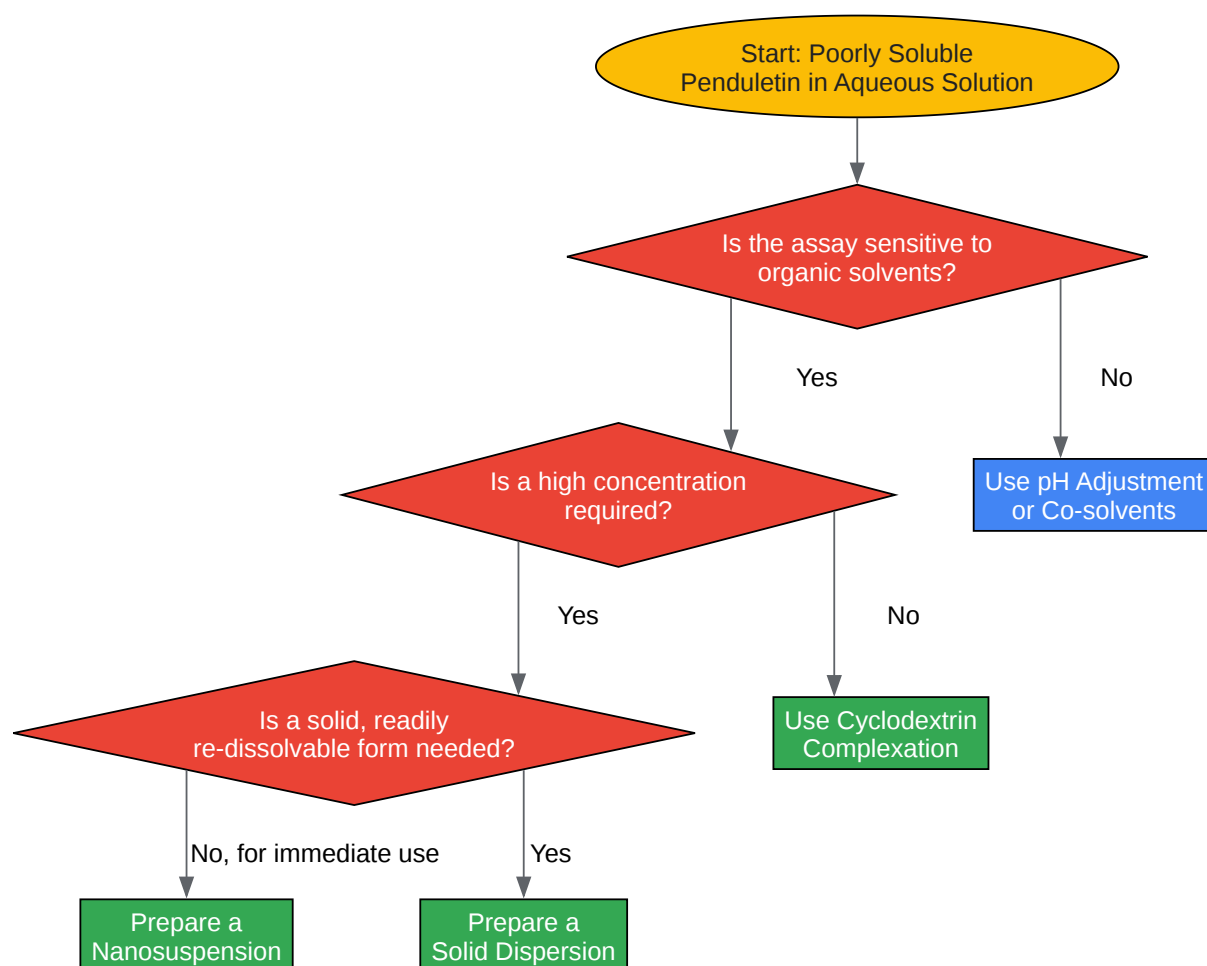 Start: Poorly Soluble
Penduletin in Aqueous Solution
Is the assay sensitive to
organic solvents?
Yes
No
Is a high concentration
required?
Use pH Adjustment
or Co-solvents
Yes
No
Is a solid, readily
re-dissolvable form needed?
Use Cyclodextrin
Complexation
No, for immediate use
Yes
Prepare a
Nanosuspension
Prepare a
Solid Dispersion